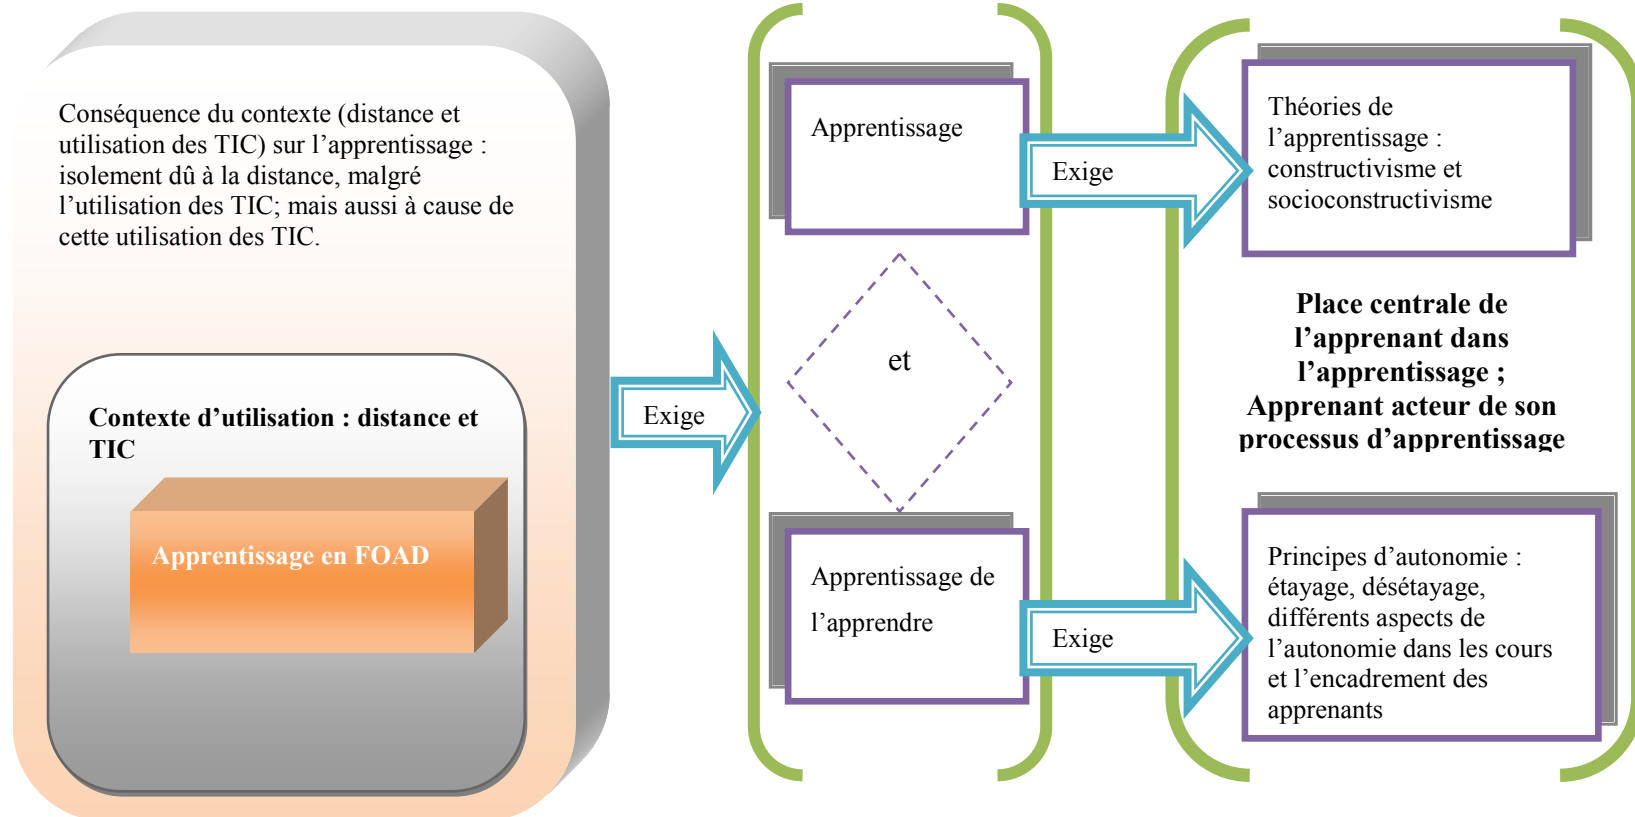 Conséquence du contexte (distance et
utilisation des TIC) sur l’apprentissage :
isolement dû à la distance, malgré
l’utilisation des TIC; mais aussi à cause de
cette utilisation des TIC.
Contexte d’utilisation : distance et
TIC
Apprentissage en FOAD
Exige
Apprentissage
et
Apprentissage de
l’apprendre
Exige
Exige
Théories de
l’apprentissage :
constructivisme et
socioconstructivisme
Place centrale de
l’apprenant dans
l’apprentissage ;
Apprenant acteur de son
processus d’apprentissage
Principes d’autonomie :
étayage, désétayage,
différents aspects de
l’autonomie dans les cours
et l’encadrement des
apprenants